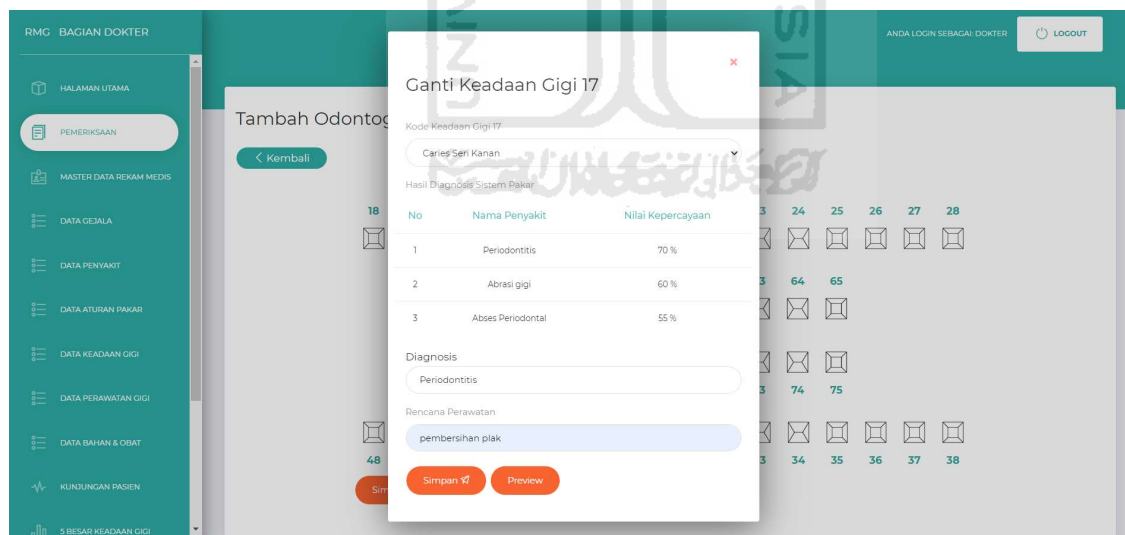 RMG BAGIAN DOKTER
ANDA LOGIN SEBAGAI: DOKTER
LOGOUT
HALAMAN UTAMA
PEMERIKSAAN
MASTER DATA REKAM MEDIS
DATA GEJALA
DATA PENYAKIT
DATA ATURAN PAKAR
DATA KEADAAN GIGI
DATA PERAWATAN GIGI
DATA BAHAN & OBAT
KUNJUNGAN PASIEN
5 BESAR KEADAAN GIGI
Tambah Odontog
< Kembali
18
3 24 25 26 27 28
3 64 65
3 74 75
48
3 34 35 36 37 38
Sim
×
Ganti Keadaan Gigi 17
Kode Keadaan Gigi 17
Caries Seri Kanan
Hasil Diagnosis Sistem Pakar
No Nama Penyakit Nilai Kepercayaan
1 Periodontitis 70 %
2 Abrasi gigi 60 %
3 Abses Periodontal 55 %
Diagnosis
Periodontitis
Rencana Perawatan
pembersihan plak
Simpan
Preview